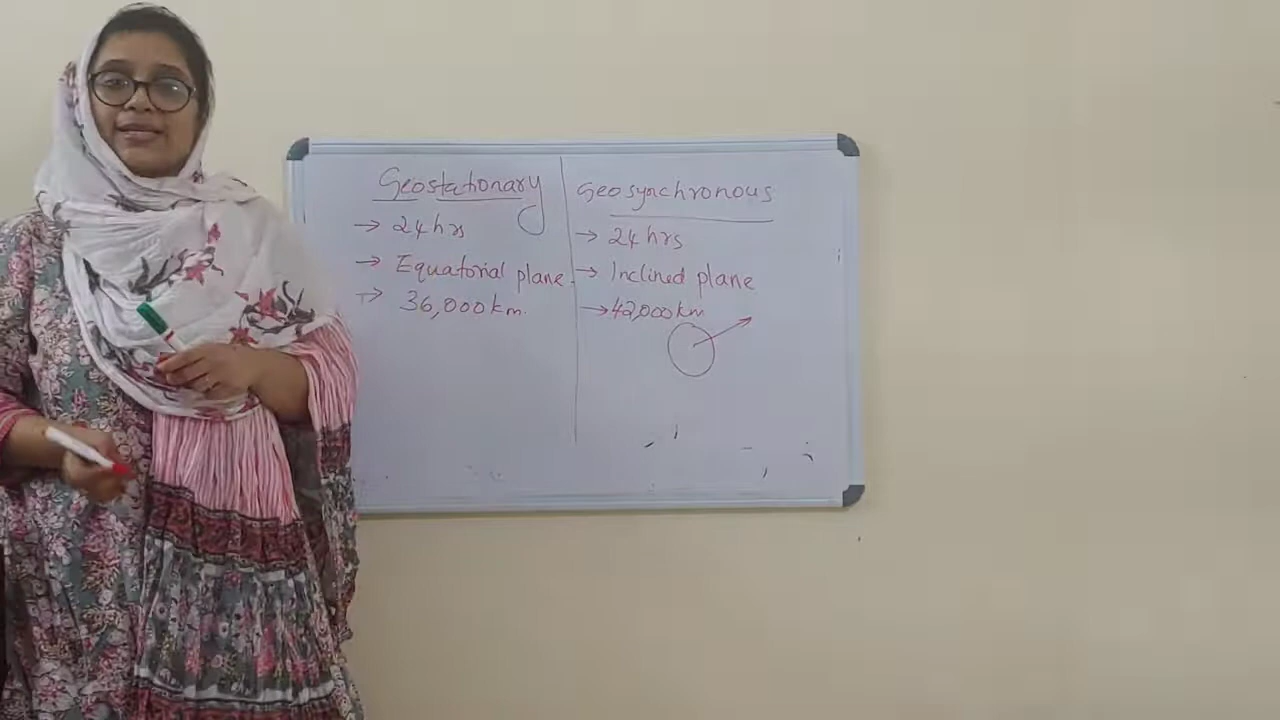 Geostationary
→ 24 hrs
→ Equatorial plane.
→ 36,000 km.
Geosynchronous
→ 24 hrs
→ Inclined plane
→ 42,000 km